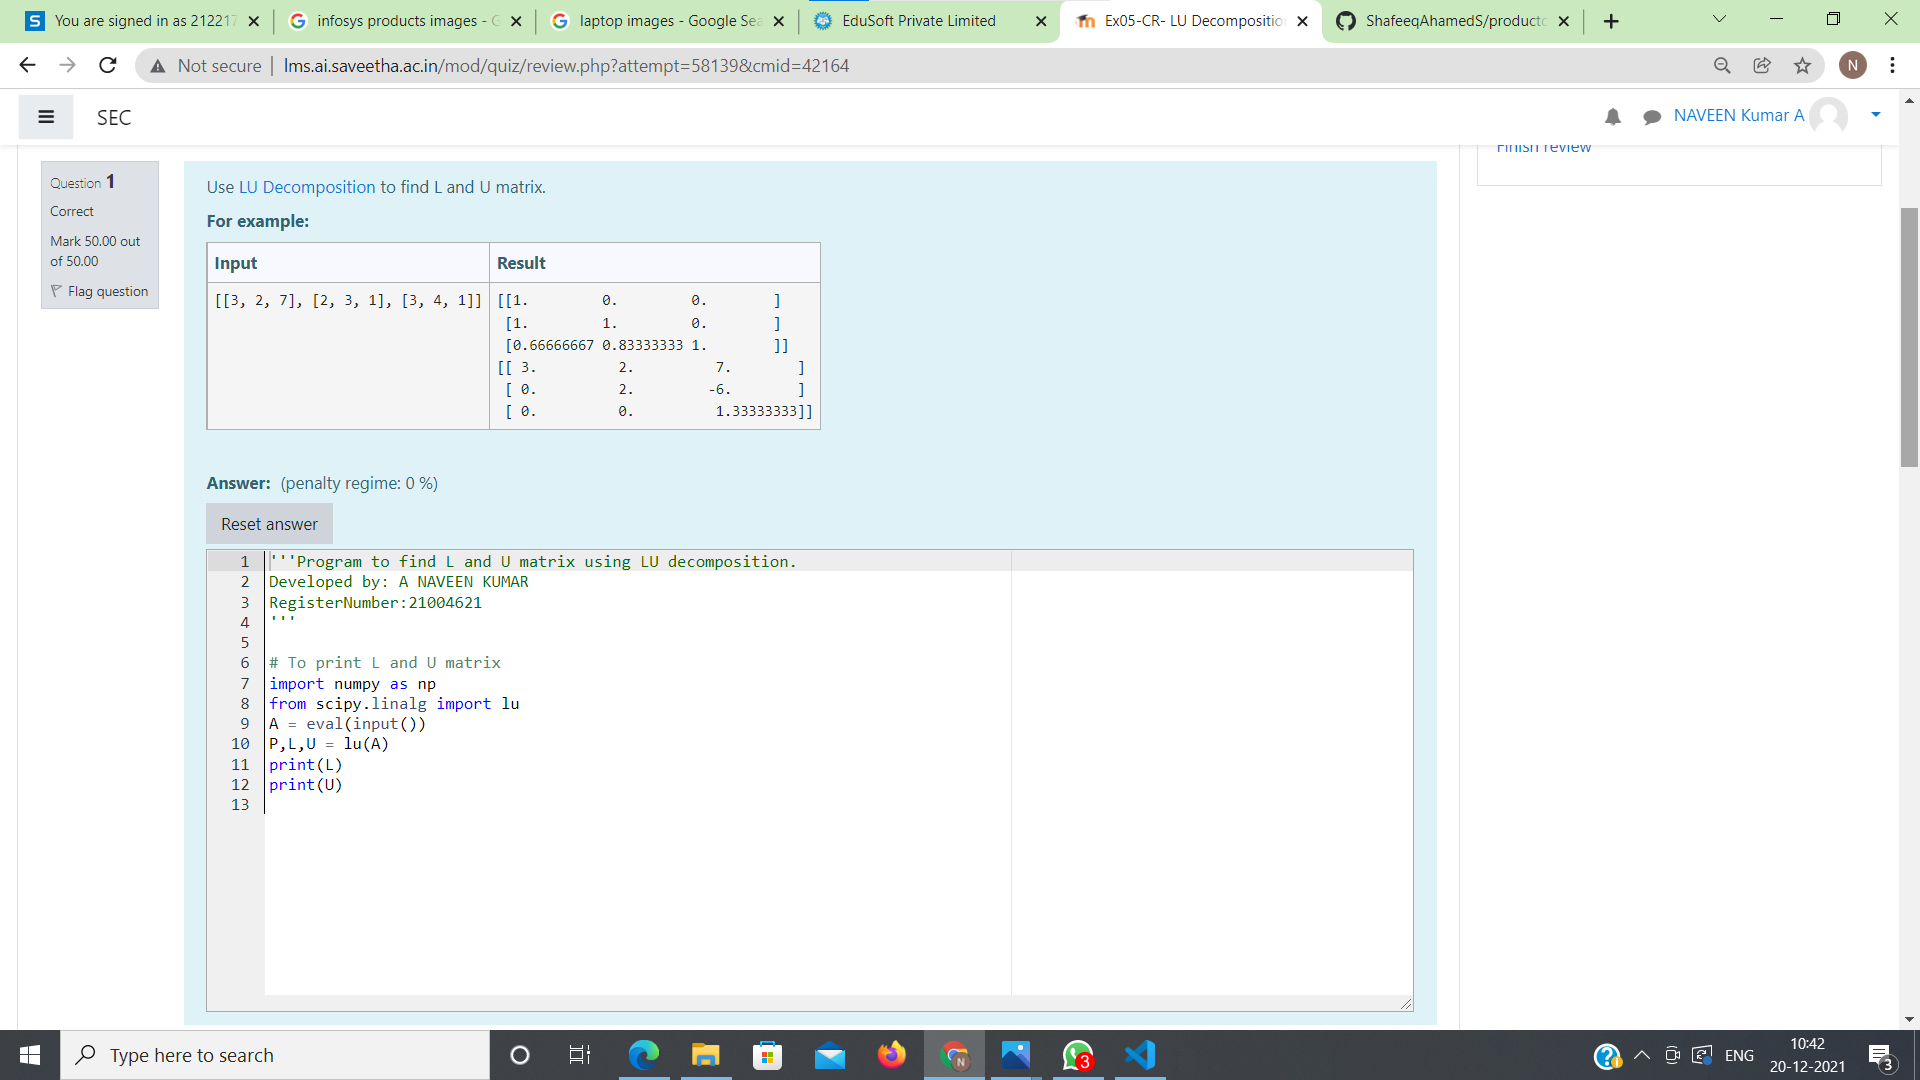 You are signed in as 212217
infosys products images - G
laptop images - Google Sea
EduSoft Private Limited
Ex05-CR- LU Decomposition
ShafeeqAhamedS/producto
Not secure | lms.ai.saveetha.ac.in/mod/quiz/review.php?attempt=58139&cmid=42164
N
SEC
NAVEEN Kumar A
Finish review
Question 1
Correct
Mark 50.00 out
of 50.00
Flag question
Use LU Decomposition to find L and U matrix.
For example:
Input Result
[[3, 2, 7], [2, 3, 1], [3, 4, 1]] [[1. 0. 0. ]
[1. 1. 0. ]
[0.66666667 0.83333333 1. ]]
[[ 3. 2. 7. ]
[ 0. 2. -6. ]
[ 0. 0. 1.33333333]]
Answer: (penalty regime: 0 %)
Reset answer
1 '''Program to find L and U matrix using LU decomposition.
2 Developed by: A NAVEEN KUMAR
3 RegisterNumber:21004621
4 '''
5
6 # To print L and U matrix
7 import numpy as np
8 from scipy.linalg import lu
9 A = eval(input())
10 P,L,U = lu(A)
11 print(L)
12 print(U)
13
Type here to search
N
3
ENG
10:42
20-12-2021
3